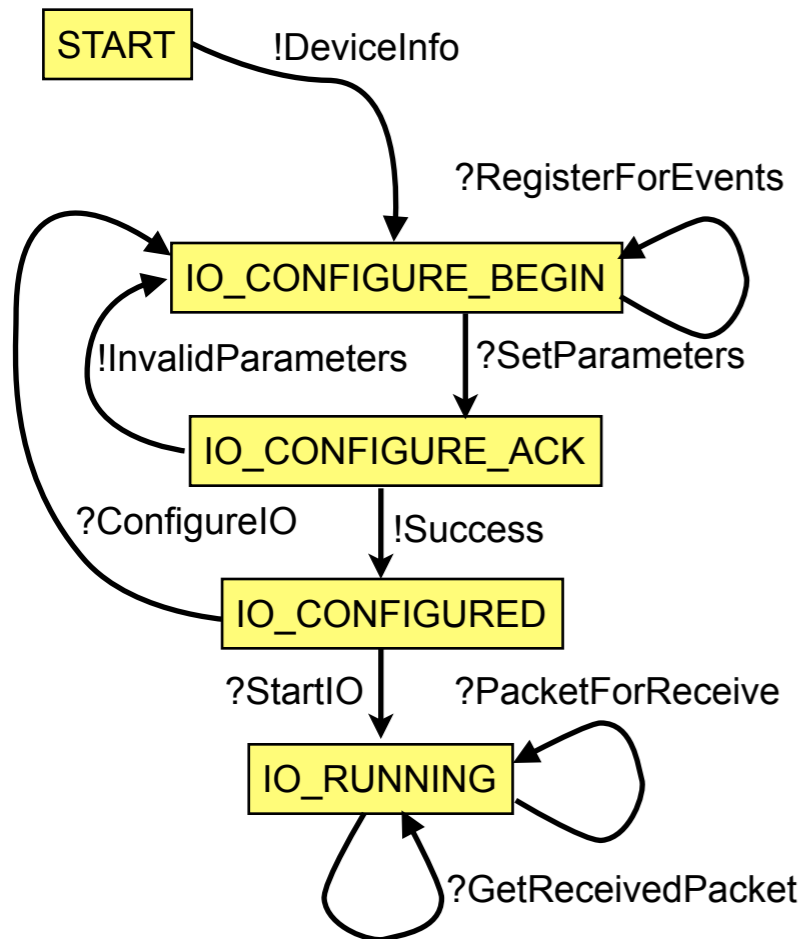 START
!DeviceInfo
?RegisterForEvents
IO_CONFIGURE_BEGIN
!InvalidParameters
?SetParameters
IO_CONFIGURE_ACK
?ConfigureIO
!Success
IO_CONFIGURED
?StartIO
?PacketForReceive
IO_RUNNING
?GetReceivedPacket